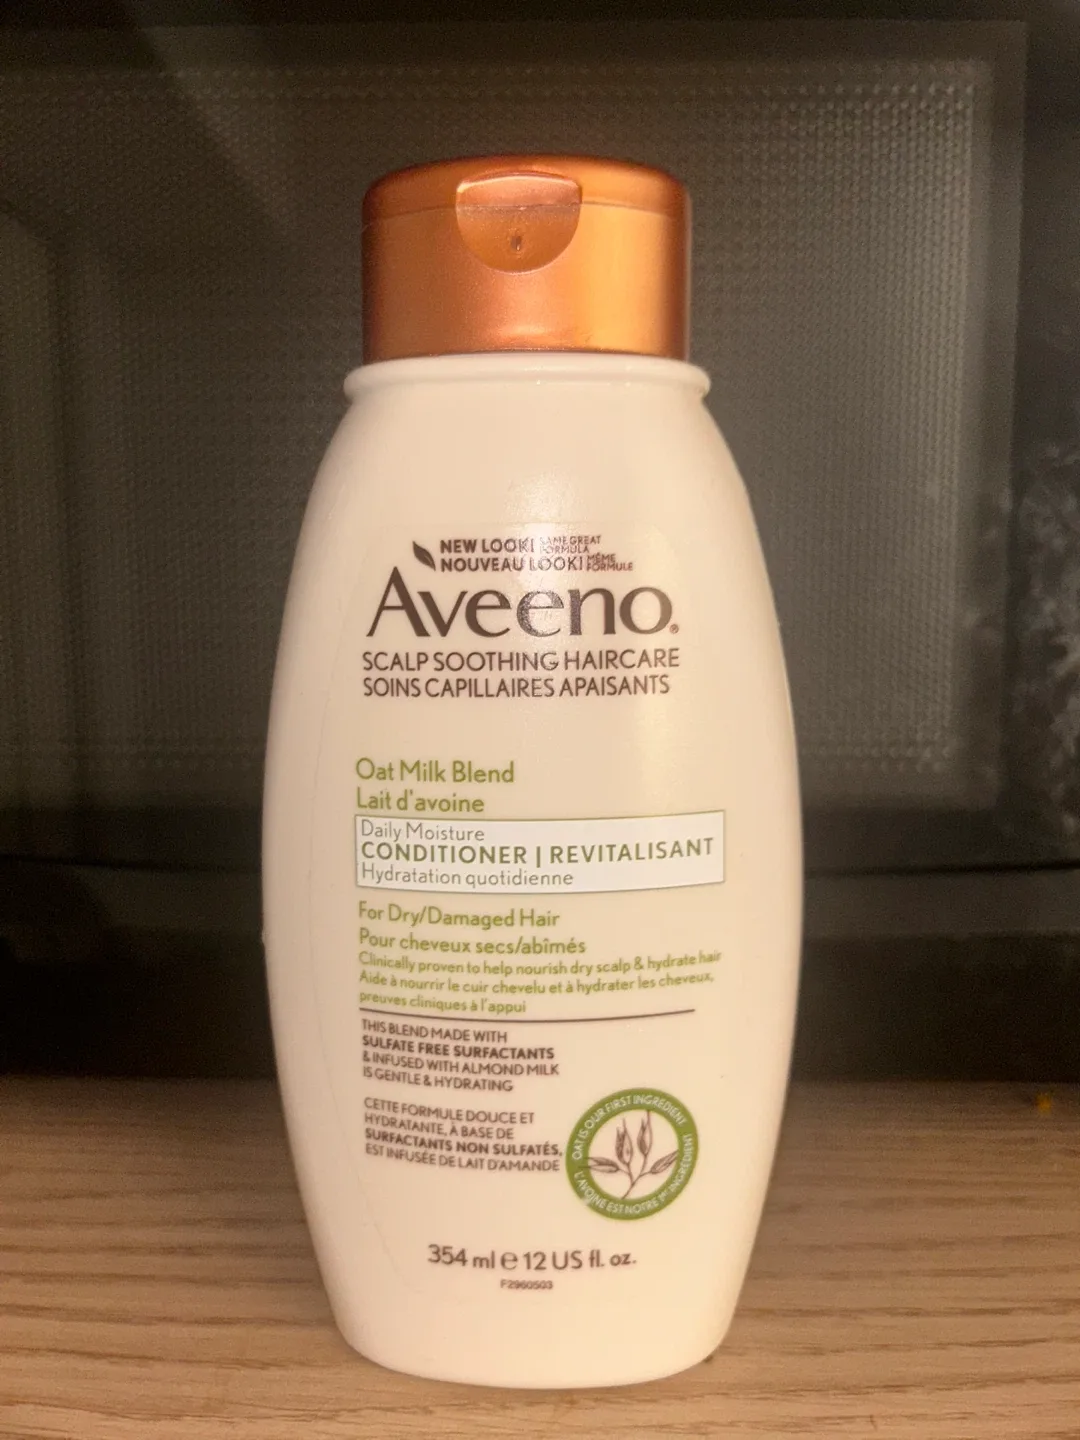 NEW LOOK! SAME GREAT FORMULA
NOUVEAU LOOK! MÊME FORMULE
Aveeno®
SCALP SOOTHING HAIRCARE
SOINS CAPILLAIRES APAISANTS
Oat Milk Blend
Lait d'avoine
Daily Moisture
CONDITIONER | REVITALISANT
Hydratation quotidienne
For Dry/Damaged Hair
Pour cheveux secs/abîmés
Clinically proven to help nourish dry scalp & hydrate hair
Aide à nourrir le cuir chevelu et à hydrater les cheveux,
preuves cliniques à l'appui
THIS BLEND MADE WITH
SULFATE FREE SURFACTANTS
& INFUSED WITH ALMOND MILK
IS GENTLE & HYDRATING
CETTE FORMULE DOUCE ET
HYDRATANTE, À BASE DE
SURFACTANTS NON SULFATÉS,
EST INFUSÉE DE LAIT D'AMANDE
OAT IS OUR FIRST INGREDIENT
L'AVOINE EST NOTRE 1ER INGRÉDIENT
354 ml e 12 US fl. oz.
F2960503